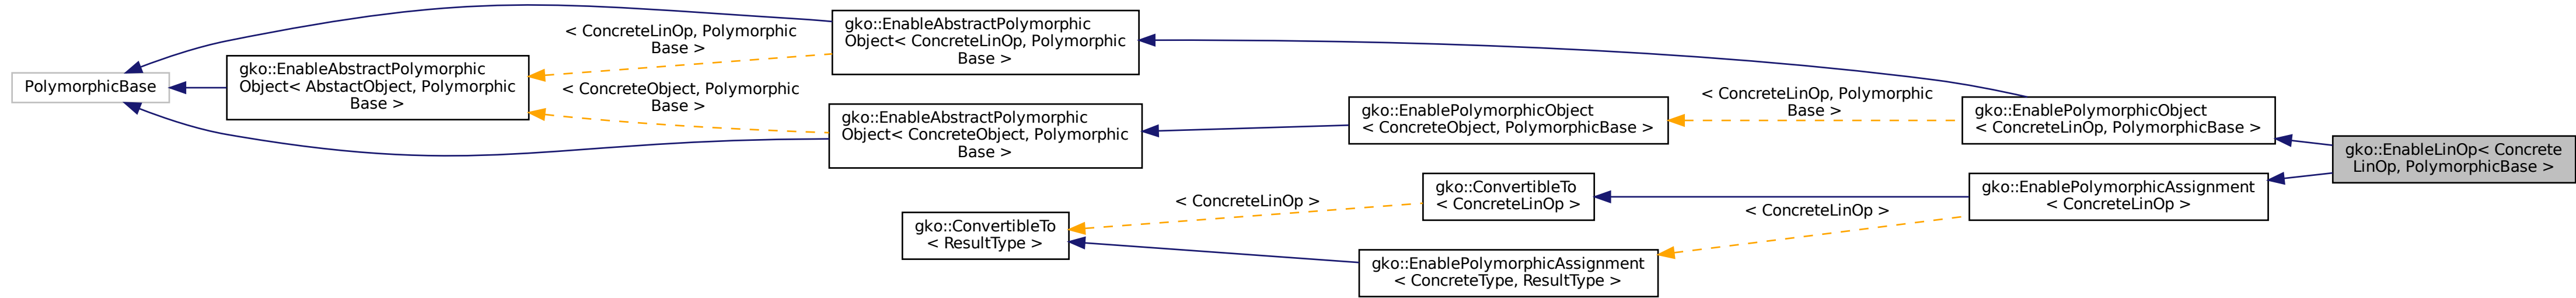 PolymorphicBase
gko::EnableAbstractPolymorphic
Object< AbstactObject, Polymorphic
Base >
< ConcreteLinOp, Polymorphic
Base >
< ConcreteObject, Polymorphic
Base >
gko::EnableAbstractPolymorphic
Object< ConcreteLinOp, Polymorphic
Base >
gko::EnableAbstractPolymorphic
Object< ConcreteObject, Polymorphic
Base >
gko::ConvertibleTo
< ResultType >
< ConcreteLinOp >
gko::EnablePolymorphicObject
< ConcreteObject, PolymorphicBase >
gko::ConvertibleTo
< ConcreteLinOp >
gko::EnablePolymorphicAssignment
< ConcreteType, ResultType >
< ConcreteLinOp, Polymorphic
Base >
< ConcreteLinOp >
gko::EnablePolymorphicObject
< ConcreteLinOp, PolymorphicBase >
gko::EnablePolymorphicAssignment
< ConcreteLinOp >
gko::EnableLinOp< Concrete
LinOp, PolymorphicBase >